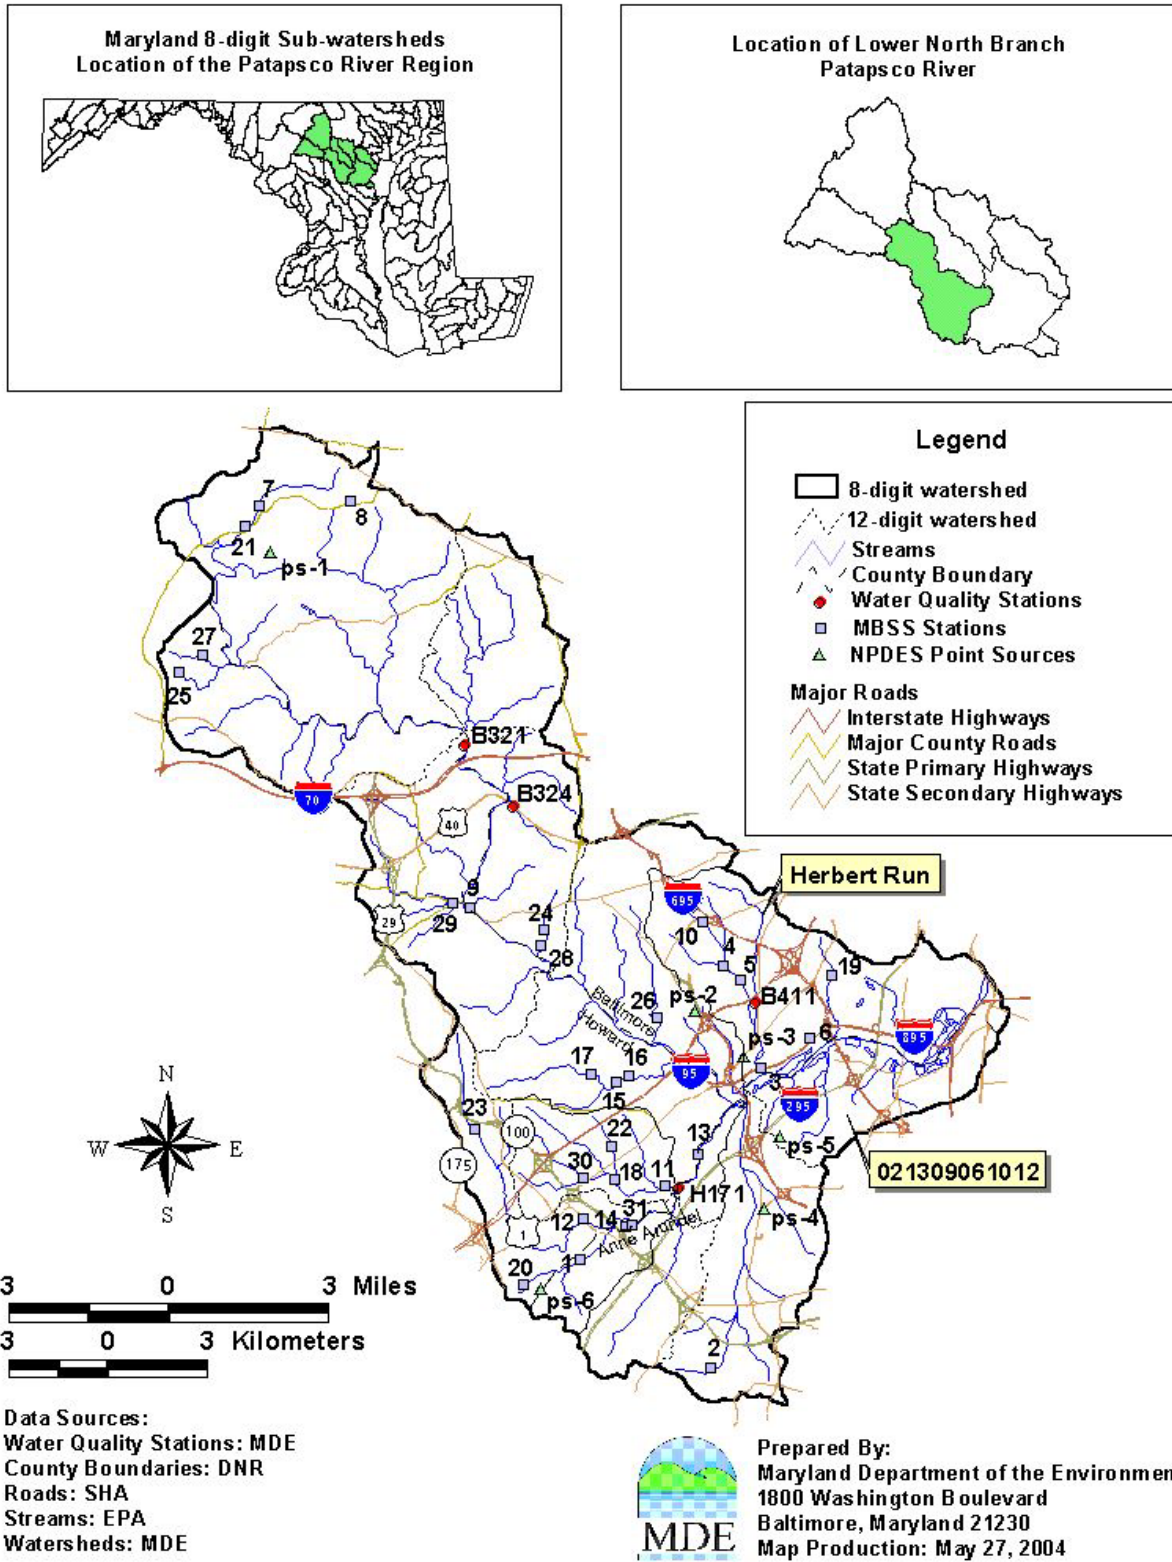 Maryland 8-digit Sub-watersheds
Location of the Patapsco River Region
Location of Lower North Branch
Patapsco River
Legend
8-digit watershed
12-digit watershed
Streams
County Boundary
Water Quality Stations
MBSS Stations
NPDES Point Sources
Major Roads
Interstate Highways
Major County Roads
State Primary Highways
State Secondary Highways
7
8
21
ps-1
27
25
B321
70
B324
40
Herbert Run
695
9
29
29
24
10
4
28
5
19
26
ps-2
B411
Baltimore
Howard
ps-3
6
895
17
16
95
3
15
295
23
100
22
13
ps-5
175
30
18
11
H171
021309061012
12
14
31
ps-4
1
Anne Arundel
20
1
ps-6
2
N
W
E
S
3 0 3 Miles
3 0 3 Kilometers
Data Sources:
Water Quality Stations: MDE
County Boundaries: DNR
Roads: SHA
Streams: EPA
Watersheds: MDE
MDE
Prepared By:
Maryland Department of the Environmen
1800 Washington Boulevard
Baltimore, Maryland 21230
Map Production: May 27, 2004